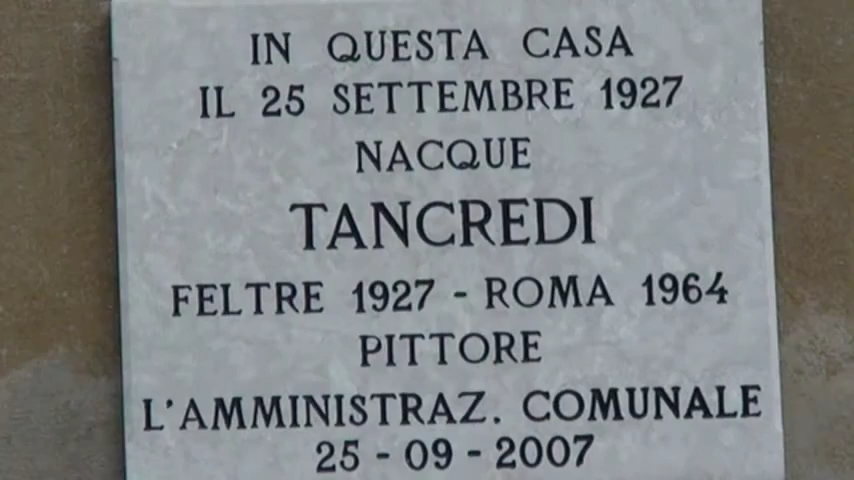 IN QUESTA CASA
IL 25 SETTEMBRE 1927
NACQUE
TANCREDI
FELTRE 1927 - ROMA 1964
PITTORE
L'AMMINISTRAZ. COMUNALE
25 - 09 - 2007